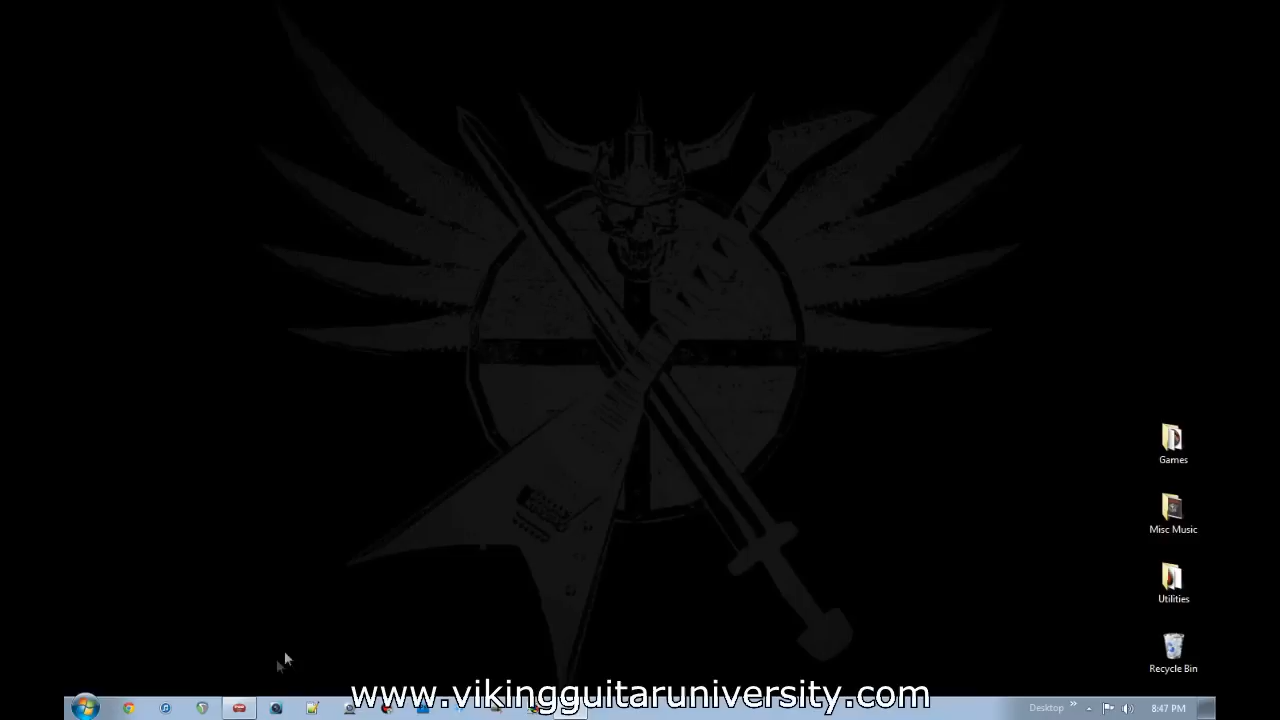 Games
Misc Music
Utilities
Recycle Bin
www.vikingguitaruniversity.com
Desktop
8:47 PM